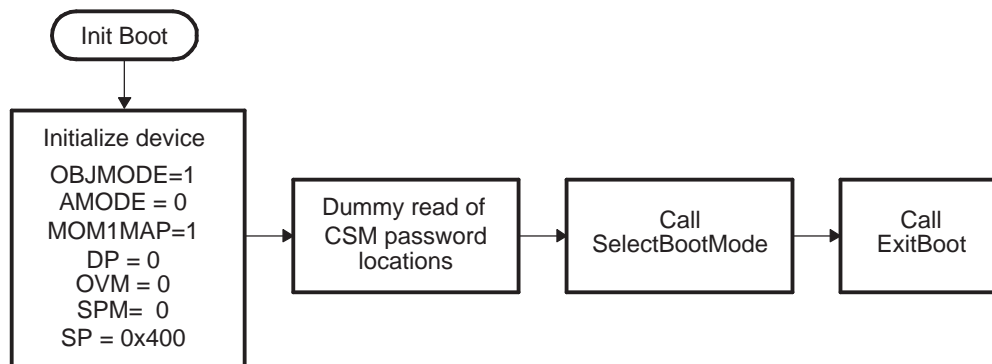 Init Boot
Initialize device
OBJMODE=1
AMODE = 0
MOM1MAP=1
DP = 0
OVM = 0
SPM= 0
SP = 0x400
Dummy read of
CSM password
locations
Call
SelectBootMode
Call
ExitBoot